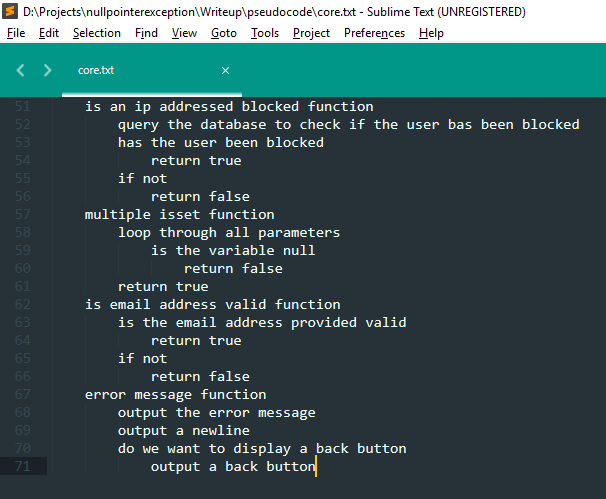 D:\Projects\nullpointerexception\Writeup\pseudocode\core.txt - Sublime Text (UNREGISTERED)
File Edit Selection Find View Goto Tools Project Preferences Help
core.txt ×
51 is an ip addressed blocked function
52 query the database to check if the user bas been blocked
53 has the user been blocked
54 return true
55 if not
56 return false
57 multiple isset function
58 loop through all parameters
59 is the variable null
60 return false
61 return true
62 is email address valid function
63 is the email address provided valid
64 return true
65 if not
66 return false
67 error message function
68 output the error message
69 output a newline
70 do we want to display a back button
71 output a back button